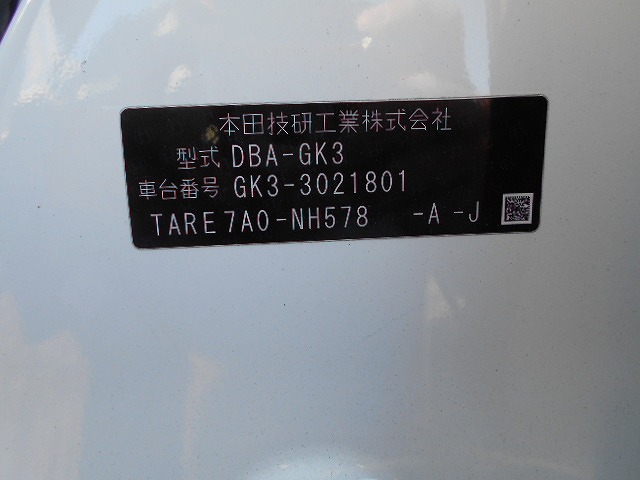 本田技研工業株式会社
型式 DBA-GK3
車台番号 GK3-3021801
TARE7A0-NH578 -A -J